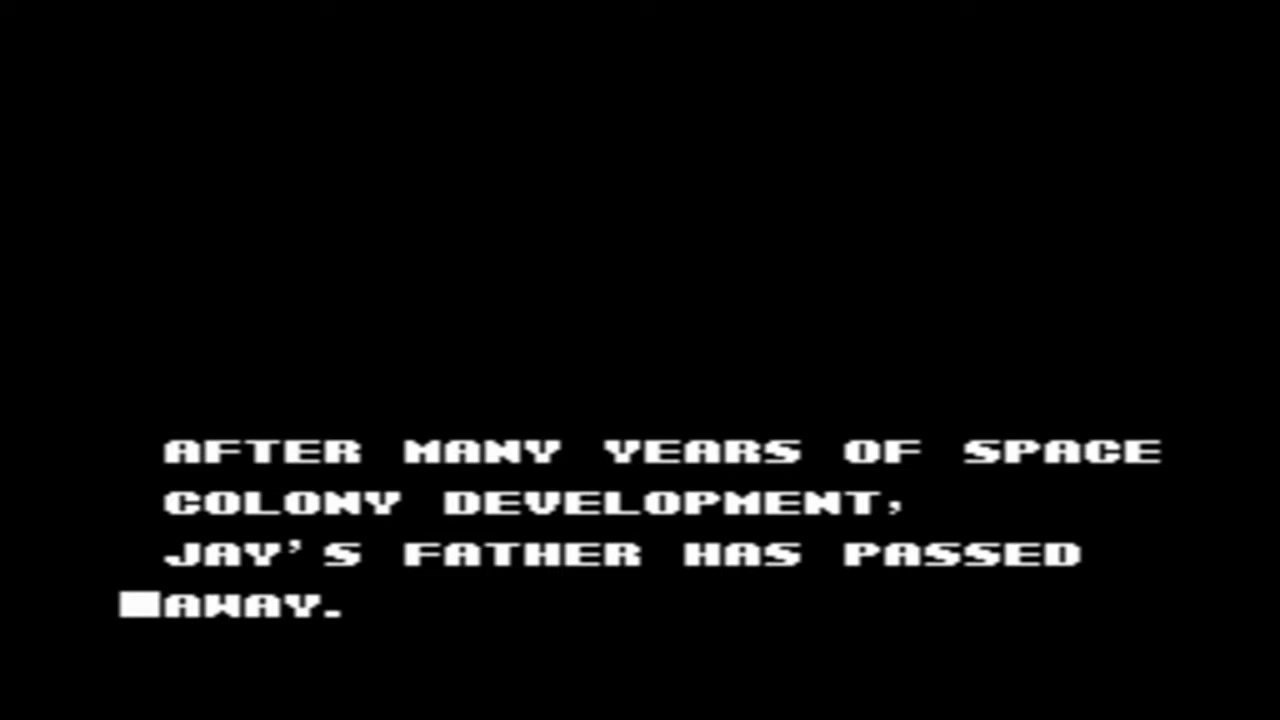 AFTER MANY YEARS OF SPACE
COLONY DEVELOPMENT,
JAY'S FATHER HAS PASSED
AWAY.